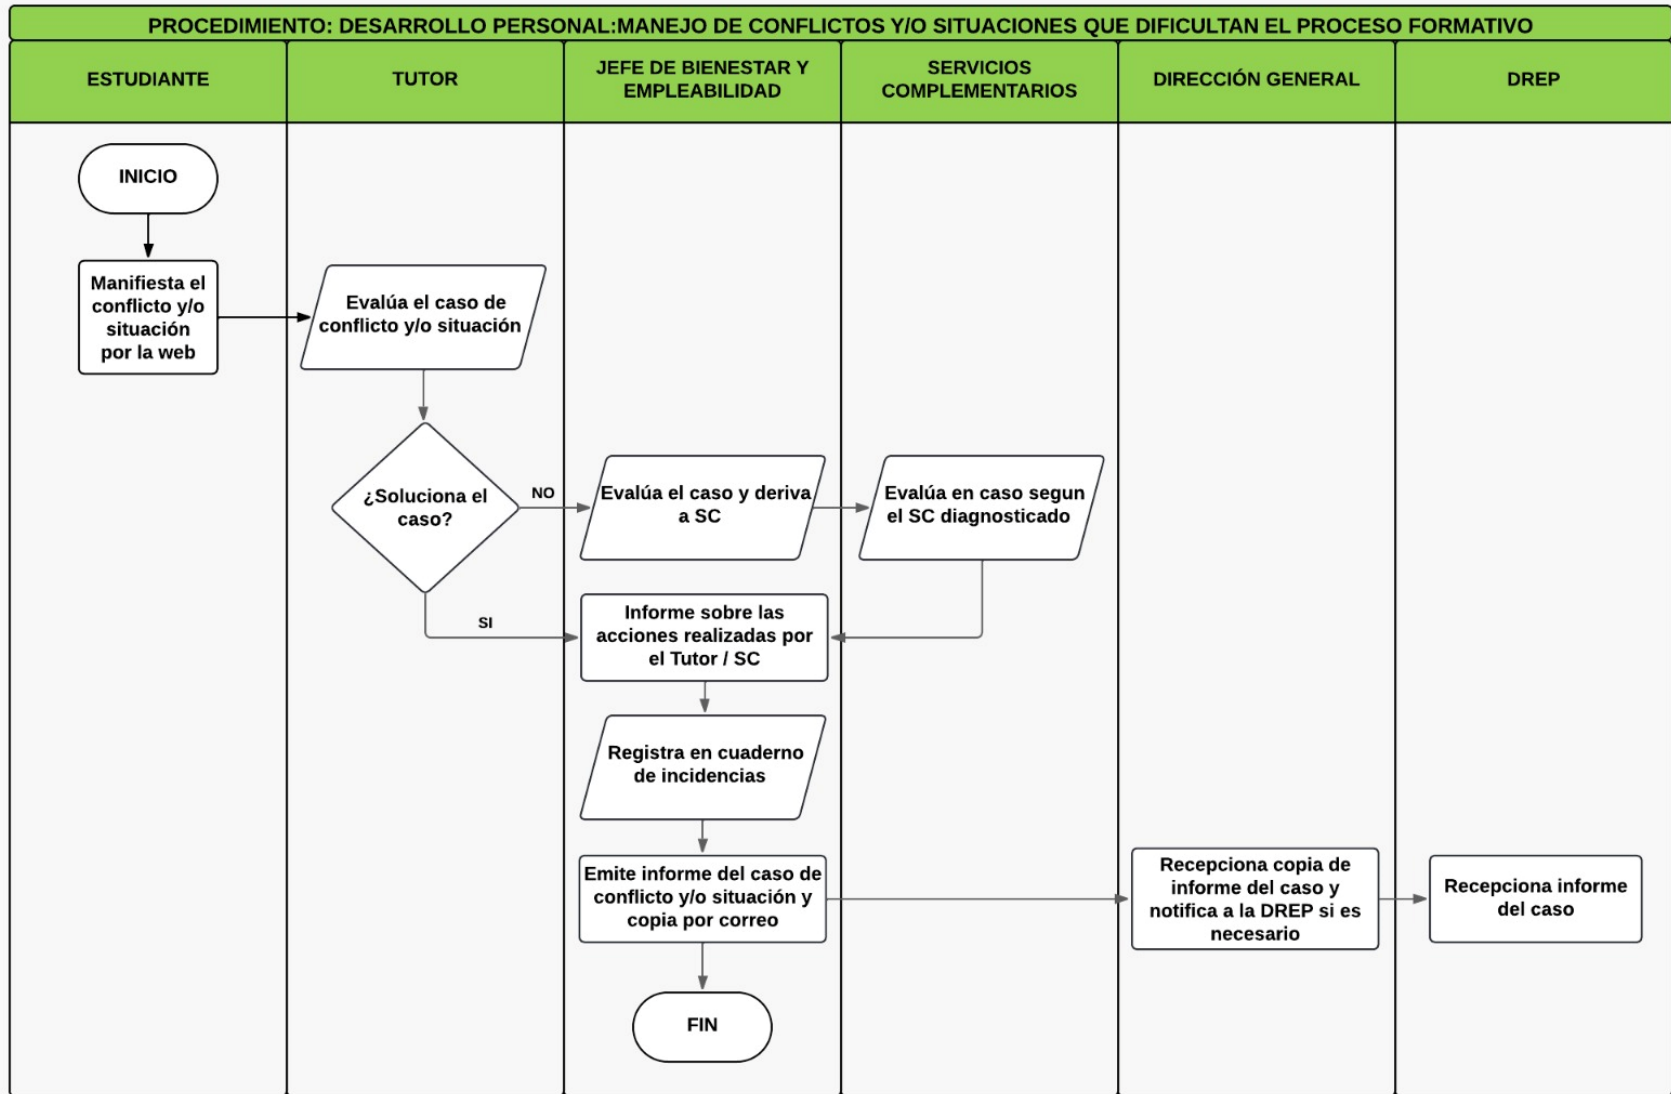 PROCEDIMIENTO: DESARROLLO PERSONAL:MANEJO DE CONFLICTOS Y/O SITUACIONES QUE DIFICULTAN EL PROCESO FORMATIVO
ESTUDIANTE
TUTOR
JEFE DE BIENESTAR Y
EMPLEABILIDAD
SERVICIOS
COMPLEMENTARIOS
DIRECCIÓN GENERAL
DREP
INICIO
Manifiesta el
conflicto y/o
situación
por la web
Evalúa el caso de
conflicto y/o situación
¿Soluciona el
caso?
NO
Evalúa el caso y deriva
a SC
Evalúa en caso segun
el SC diagnosticado
SI
Informe sobre las
acciones realizadas por
el Tutor / SC
Registra en cuaderno
de incidencias
Emite informe del caso de
conflicto y/o situación y
copia por correo
Recepciona copia de
informe del caso y
notifica a la DREP si es
necesario
Recepciona informe
del caso
FIN